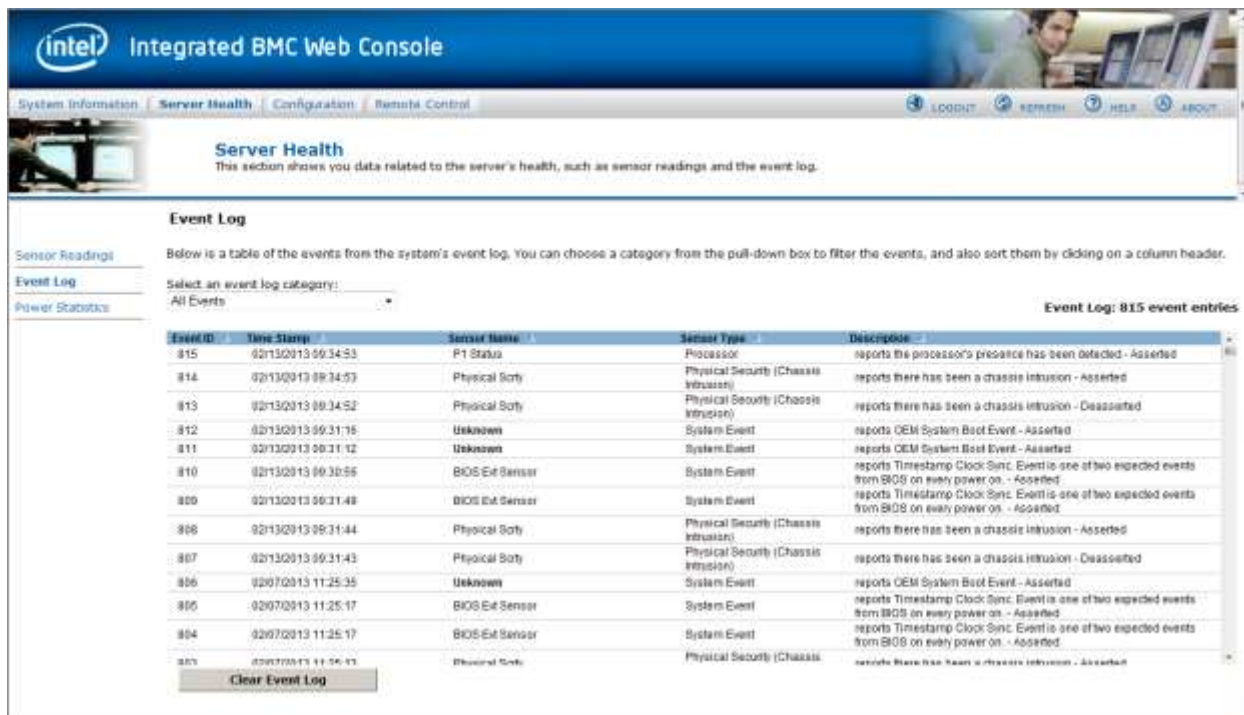 intel Integrated BMC Web Console
System Information Server Health Configuration Remote Control LOGOUT REFRESH HELP ABOUT
Server Health
This section shows you data related to the server's health, such as sensor readings and the event log.
Event Log
Sensor Readings
Event Log
Power Statistics
Below is a table of the events from the system's event log. You can choose a category from the pull-down box to filter the events, and also sort them by clicking on a column header.
Select an event log category:
All Events
Event Log: 815 event entries
Event ID Time Stamp Sensor Name Sensor Type Description
815 02/13/2013 09:34:53 P1 Status Processor reports the processor's presence has been detected - Asserted
814 02/13/2013 09:34:53 Physical Scrty Physical Security (Chassis Intrusion) reports there has been a chassis intrusion - Asserted
813 02/13/2013 09:34:52 Physical Scrty Physical Security (Chassis Intrusion) reports there has been a chassis intrusion - Deasserted
812 02/13/2013 09:31:16 Unknown System Event reports OEM System Boot Event - Asserted
811 02/13/2013 09:31:12 Unknown System Event reports OEM System Boot Event - Asserted
810 02/13/2013 09:30:56 BIOS Evt Sensor System Event reports Timestamp Clock Sync. Event is one of two expected events from BIOS on every power on. - Asserted
809 02/13/2013 09:31:48 BIOS Evt Sensor System Event reports Timestamp Clock Sync. Event is one of two expected events from BIOS on every power on. - Asserted
808 02/13/2013 09:31:44 Physical Scrty Physical Security (Chassis Intrusion) reports there has been a chassis intrusion - Asserted
807 02/13/2013 09:31:43 Physical Scrty Physical Security (Chassis Intrusion) reports there has been a chassis intrusion - Deasserted
806 02/07/2013 11:25:35 Unknown System Event reports OEM System Boot Event - Asserted
805 02/07/2013 11:25:17 BIOS Evt Sensor System Event reports Timestamp Clock Sync. Event is one of two expected events from BIOS on every power on. - Asserted
804 02/07/2013 11:25:17 BIOS Evt Sensor System Event reports Timestamp Clock Sync. Event is one of two expected events from BIOS on every power on. - Asserted
803 Physical Scrty Physical Security (Chassis reports there has been a chassis intrusion - Asserted
Clear Event Log